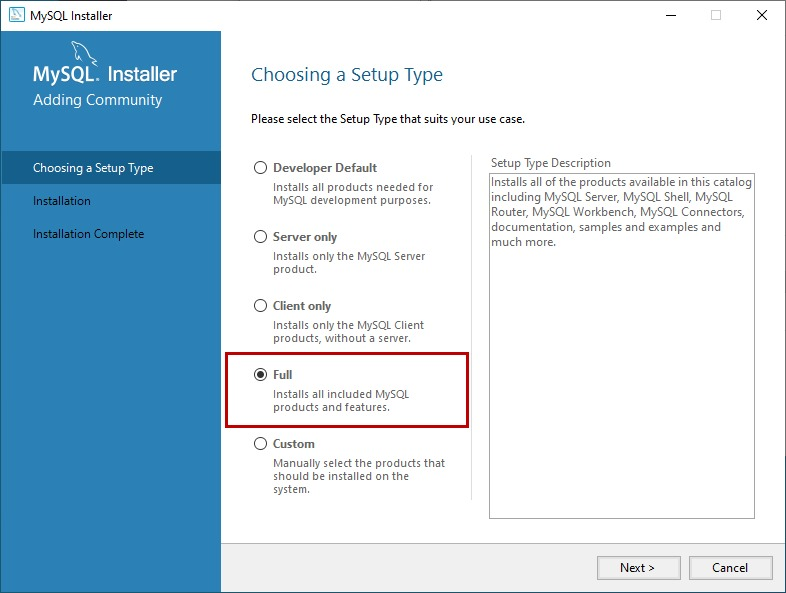 MySQL Installer
MySQL. Installer
Adding Community
Choosing a Setup Type
Installation
Installation Complete
Choosing a Setup Type
Please select the Setup Type that suits your use case.
Developer Default
Installs all products needed for
MySQL development purposes.
Server only
Installs only the MySQL Server
product.
Client only
Installs only the MySQL Client
products, without a server.
Full
Installs all included MySQL
products and features.
Custom
Manually select the products that
should be installed on the
system.
Setup Type Description
Installs all of the products available in this catalog
including MySQL Server, MySQL Shell, MySQL
Router, MySQL Workbench, MySQL Connectors,
documentation, samples and examples and
much more.
Next >
Cancel